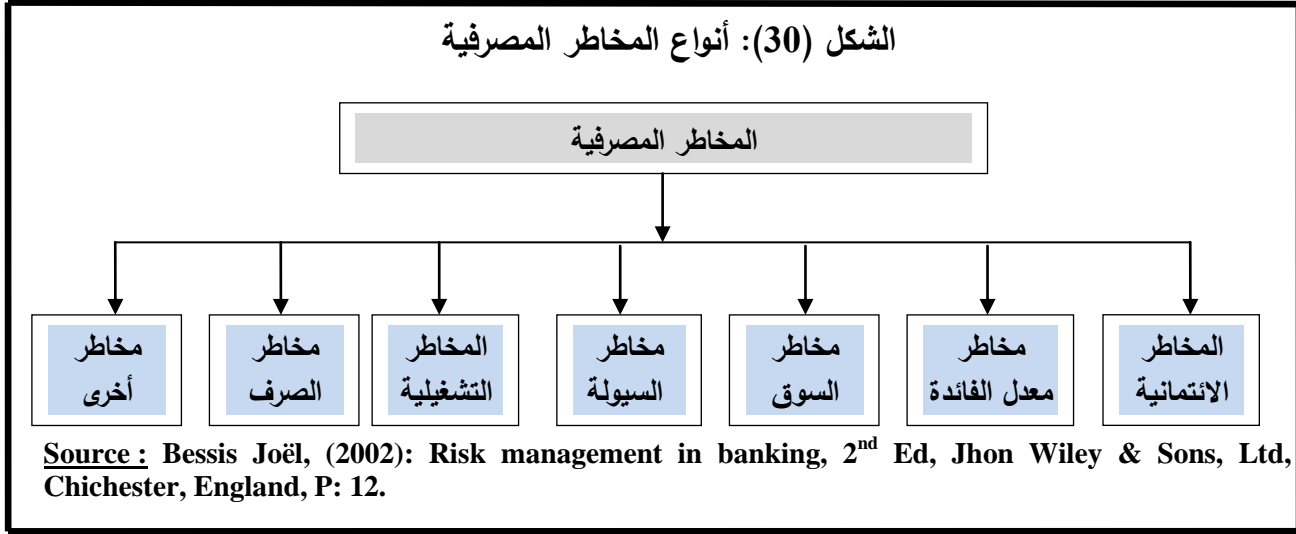 الشكل (30): أنواع المخاطر المصرفية
المخاطر المصرفية
المخاطر
الائتمانية
مخاطر
معدل الفائدة
مخاطر
السوق
مخاطر
السيولة
المخاطر
التشغيلية
مخاطر
الصرف
مخاطر
أخرى
Source : Bessis Joël, (2002): Risk management in banking, 2nd Ed, Jhon Wiley & Sons, Ltd,
Chichester, England, P: 12.